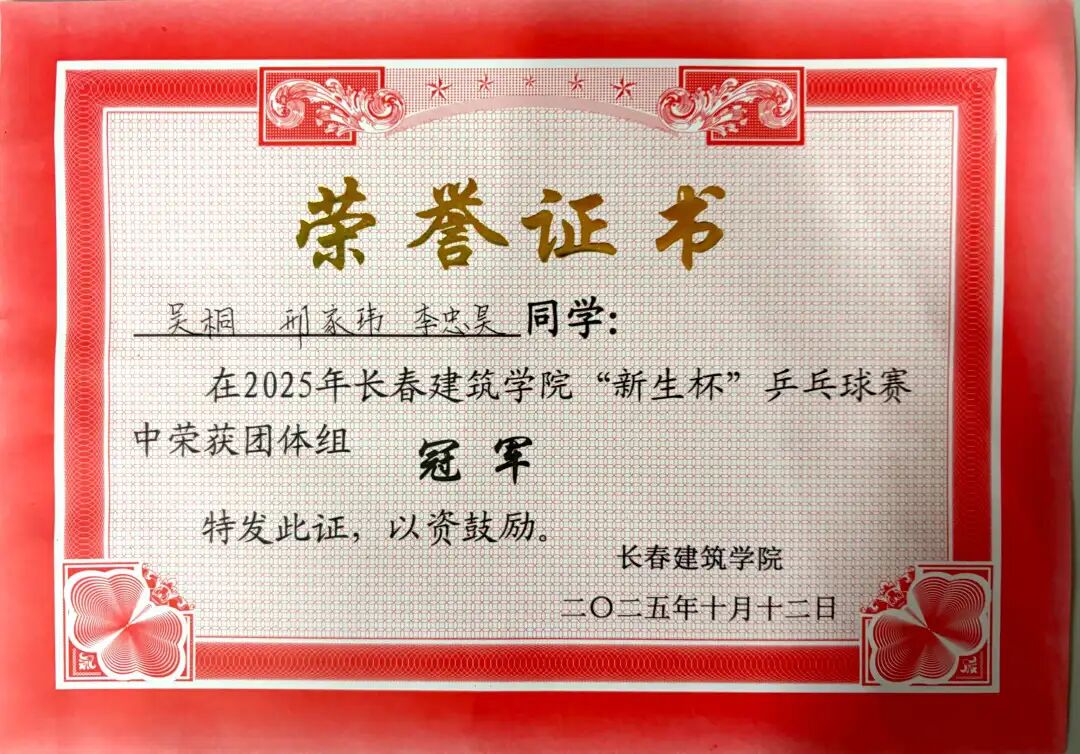 荣誉证书
吴桐 邢家玮 李忠昊 同学:
在2025年长春建筑学院“新生杯”乒乓球赛
中荣获团体组 冠军
特发此证，以资鼓励。
长春建筑学院
二〇二五年十月十二日